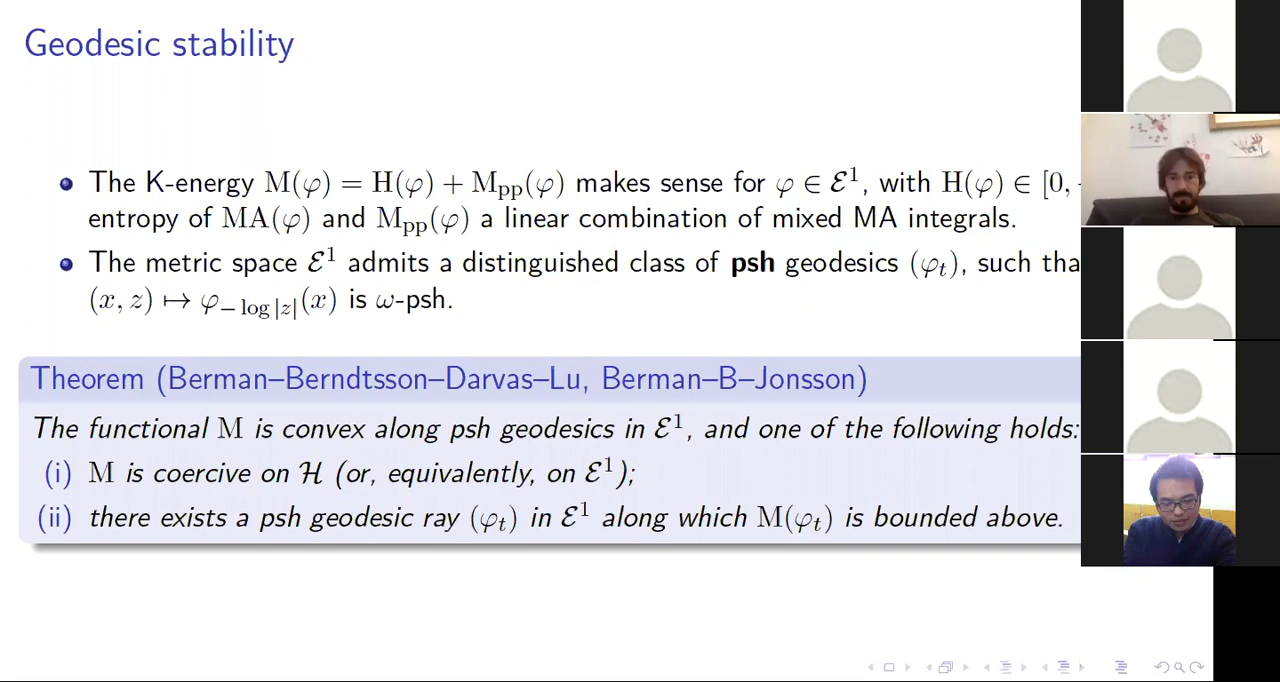 Geodesic stability
The K-energy M(φ) = H(φ) + M_pp(φ) makes sense for φ ∈ ℰ¹, with H(φ) ∈ [0,
entropy of MA(φ) and M_pp(φ) a linear combination of mixed MA integrals.
The metric space ℰ¹ admits a distinguished class of psh geodesics (φ_t), such
(x, z) ↦ φ_{− log |z|}(x) is ω-psh.
Theorem (Berman–Berndtsson–Darvas–Lu, Berman–B–Jonsson)
The functional M is convex along psh geodesics in ℰ¹, and one of the following holds:
(i) M is coercive on ℋ (or, equivalently, on ℰ¹);
(ii) there exists a psh geodesic ray (φ_t) in ℰ¹ along which M(φ_t) is bounded above.